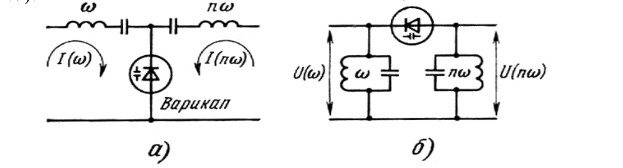 ω nω
I(ω) I(nω)
Варикап
а)
U(ω) ω nω U(nω)
б)